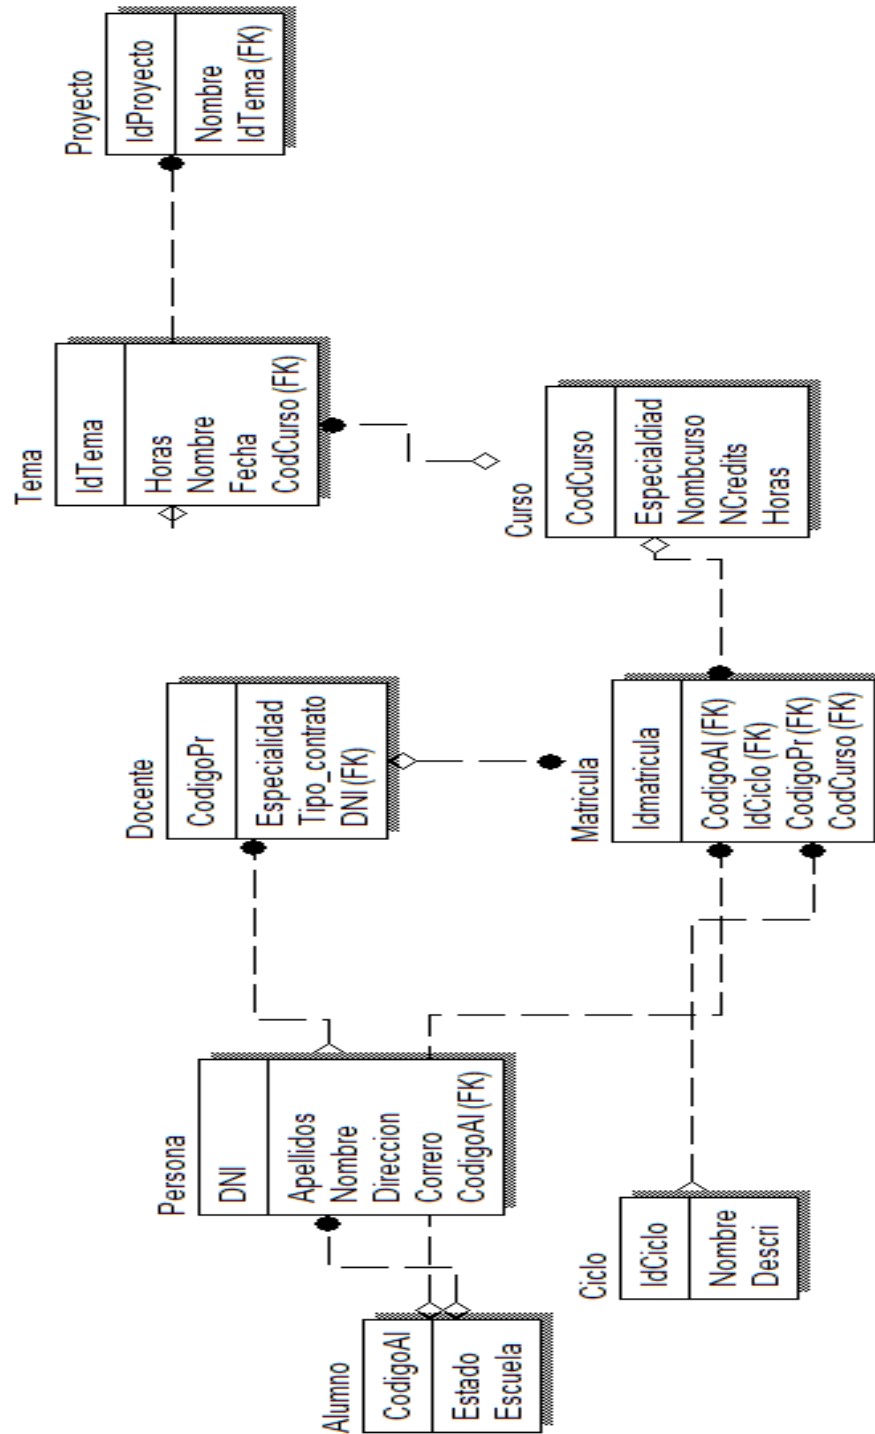 Alumno
CodigoAl
Estado
Escuela
Persona
DNI
Apellidos
Nombre
Direccion
Correro
CodigoAl (FK)
Ciclo
IdCiclo
Nombre
Descri
Docente
CodigoPr
Especialidad
Tipo_contrato
DNI (FK)
Matricula
Idmatricula
CodigoAl (FK)
IdCiclo (FK)
CodigoPr (FK)
CodCurso (FK)
Tema
IdTema
Horas
Nombre
Fecha
CodCurso (FK)
Curso
CodCurso
Especialdiad
Nombcurso
NCredits
Horas
Proyecto
IdProyecto
Nombre
IdTema (FK)